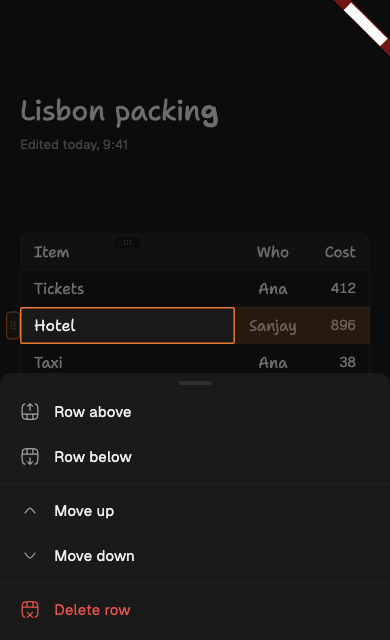 Lisbon packing
Edited today, 9:41
Item Who Cost
Tickets Ana 412
Hotel Sanjay 896
Taxi Ana 38
Row above
Row below
Move up
Move down
Delete row